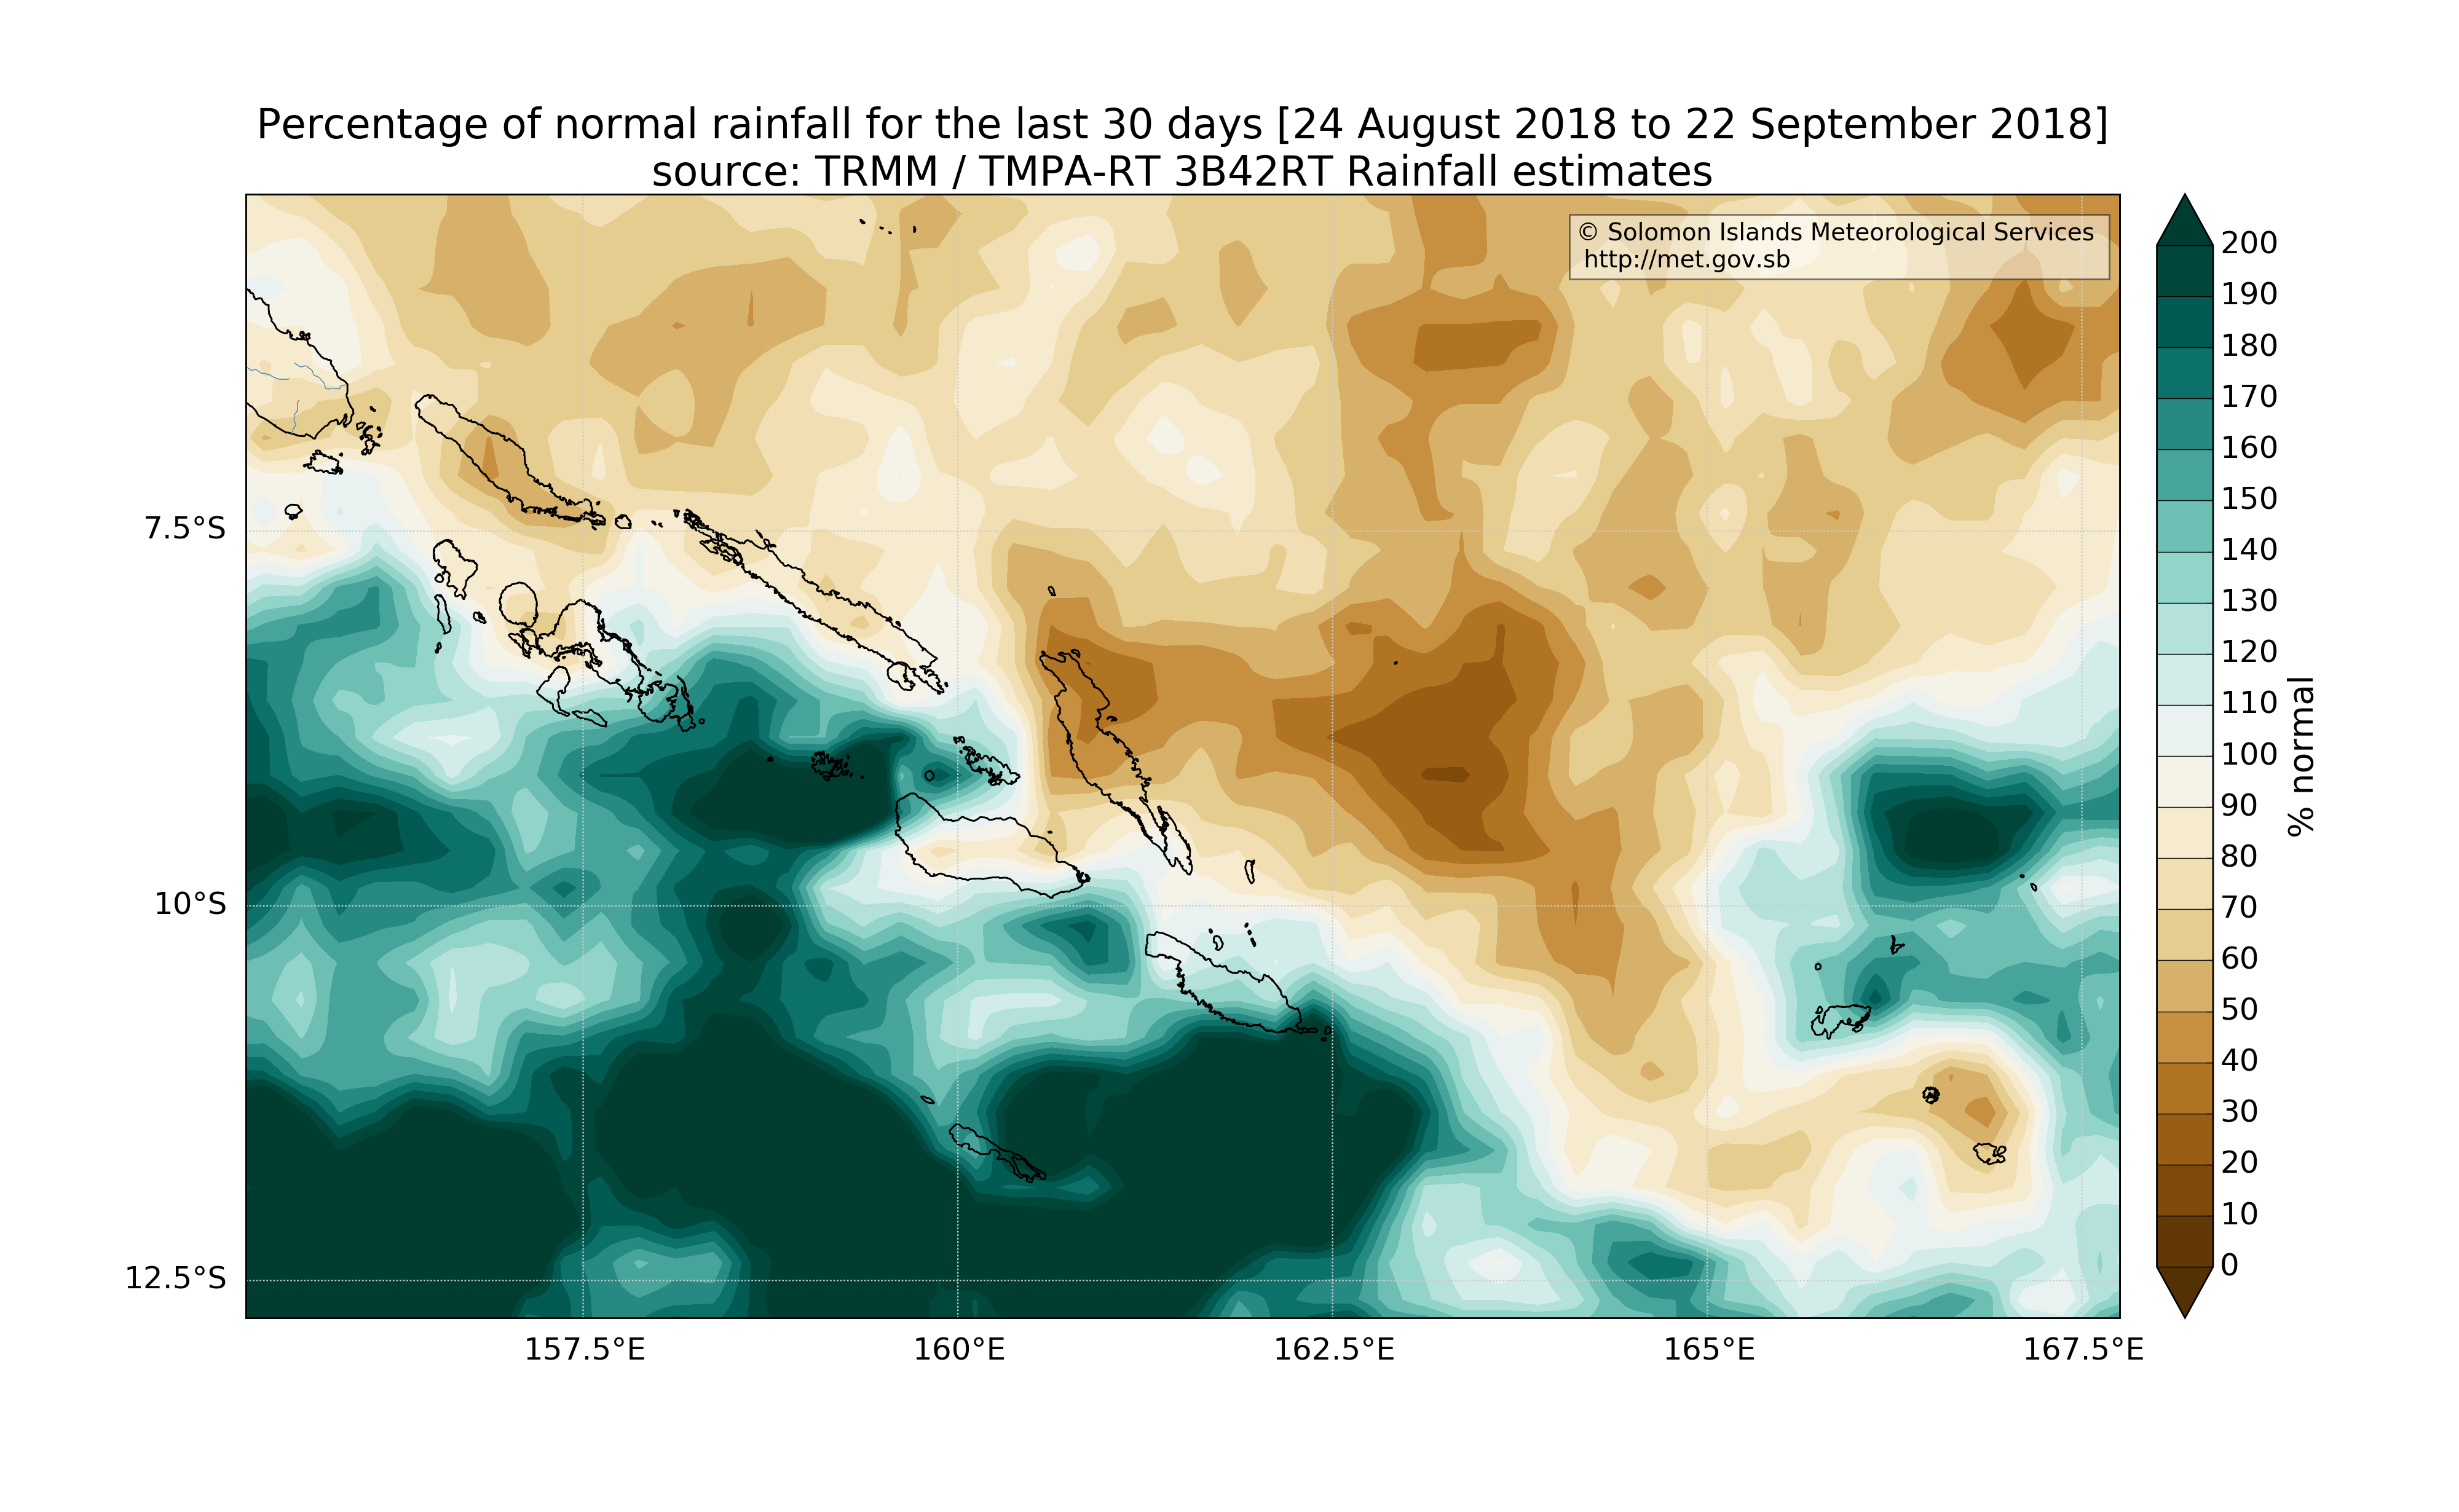 Percentage of normal rainfall for the last 30 days [24 August 2018 to 22 September 2018]
source: TRMM / TMPA-RT 3B42RT Rainfall estimates
© Solomon Islands Meteorological Services
http://met.gov.sb
7.5°S
10°S
12.5°S
157.5°E
160°E
162.5°E
165°E
167.5°E
200
190
180
170
160
150
140
130
120
110
100
90
80
70
60
50
40
30
20
10
0
% normal